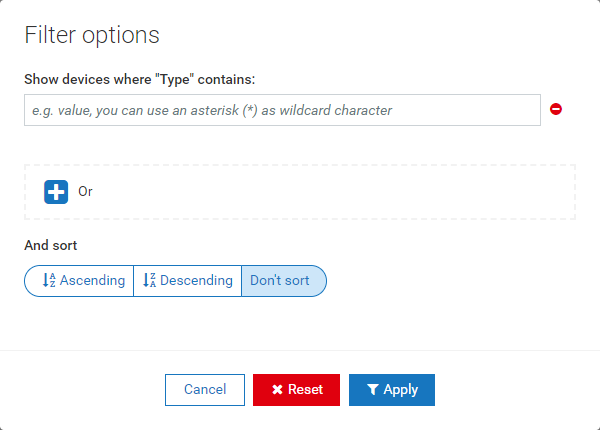 Filter options
Show devices where "Type" contains:
e.g. value, you can use an asterisk (*) as wildcard character
Or
And sort
Ascending Descending Don't sort
Cancel Reset Apply